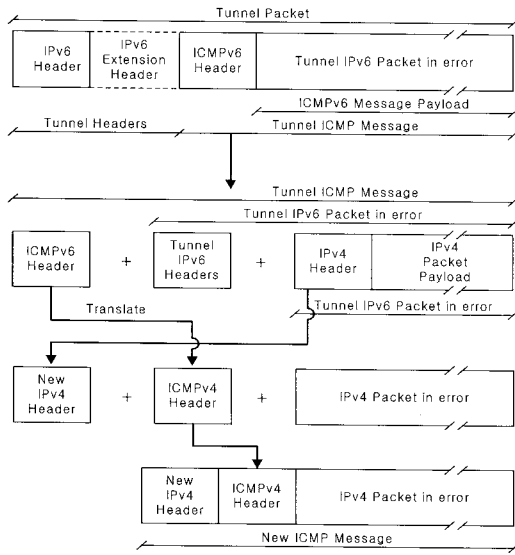 Tunnel Packet
IPv6
Header
IPv6
Extension
Header
ICMPv6
Header
Tunnel IPv6 Packet in error
ICMPv6 Message Payload
Tunnel Headers
Tunnel ICMP Message
Tunnel ICMP Message
Tunnel IPv6 Packet in error
ICMPv6
Header
+
Tunnel
IPv6
Headers
+
IPv4
Header
IPv4
Packet
Payload
Translate
Tunnel IPv6 Packet in error
New
IPv4
Header
+
ICMPv4
Header
+
IPv4 Packet in error
New
IPv4
Header
ICMPv4
Header
IPv4 Packet in error
New ICMP Message